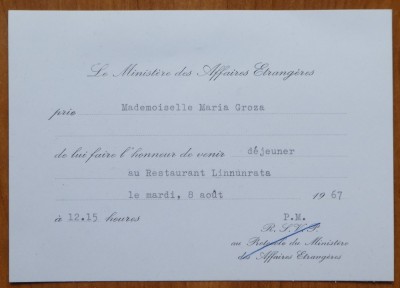 Le Ministère des Affaires Etrangères
prie Mademoiselle Maria Groza
de lui faire l'honneur de venir déjeuner
au Restaurant Linnunrata
le mardi, 8 août 1967
à 12.15 heures P.N.
R. S. V. P.
au Protocole du Ministère
des Affaires Etrangères